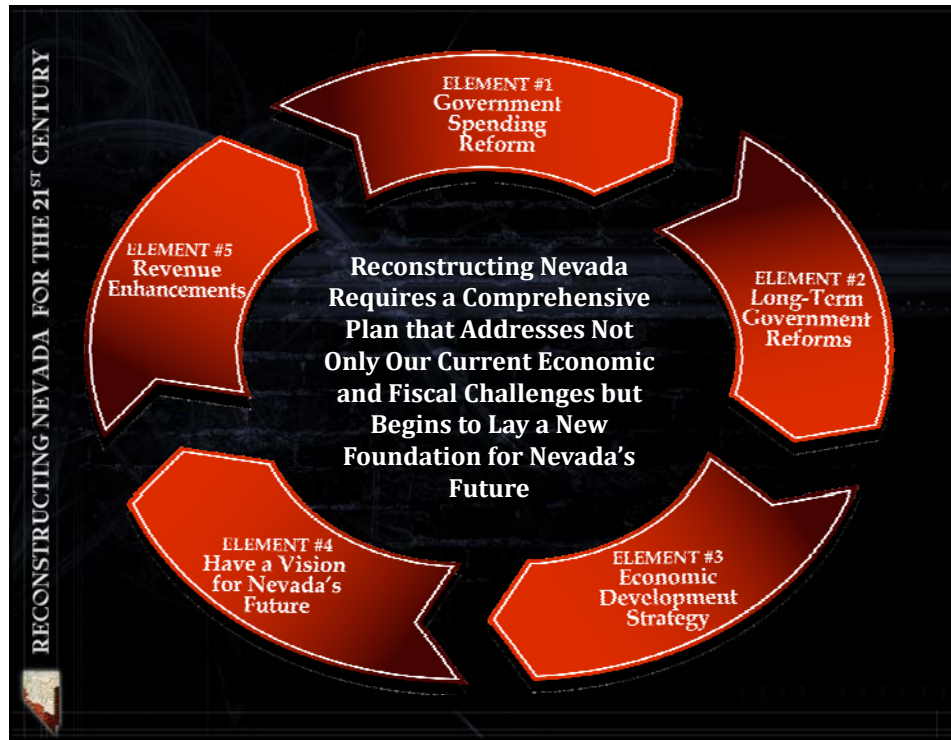 RECONSTRUCTING NEVADA FOR THE 21ST CENTURY
ELEMENT #1
Government
Spending
Reform
ELEMENT #2
Long-Term
Government
Reforms
ELEMENT #3
Economic
Development
Strategy
ELEMENT #4
Have a Vision
for Nevada's
Future
ELEMENT #5
Revenue
Enhancements
Reconstructing Nevada
Requires a Comprehensive
Plan that Addresses Not
Only Our Current Economic
and Fiscal Challenges but
Begins to Lay a New
Foundation for Nevada's
Future